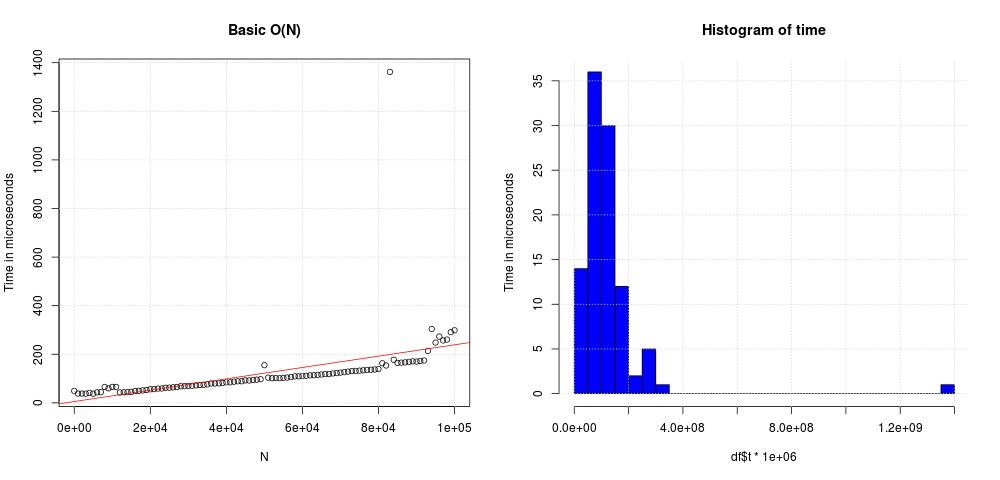 Basic O(N)
Time in microseconds
1400
1200
1000
800
600
400
200
0
0e+00 2e+04 4e+04 6e+04 8e+04 1e+05
N
Histogram of time
Time in microseconds
35
30
25
20
15
10
5
0
0.0e+00 4.0e+08 8.0e+08 1.2e+09
df$t * 1e+06